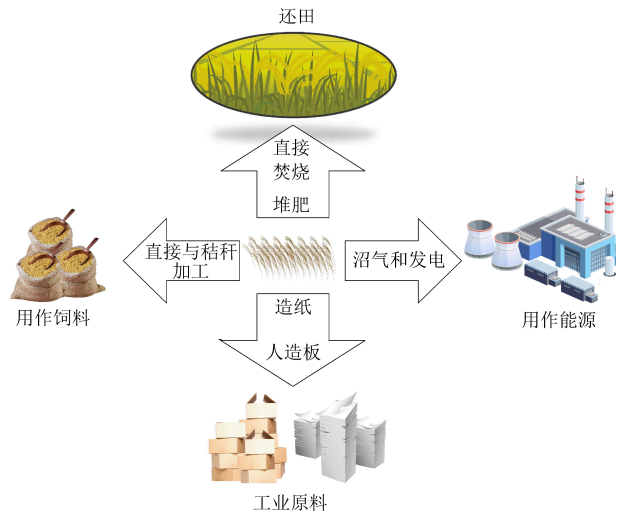 还田
直接
焚烧
堆肥
直接与秸秆
加工
沼气和发电
用作饲料
用作能源
造纸
人造板
工业原料